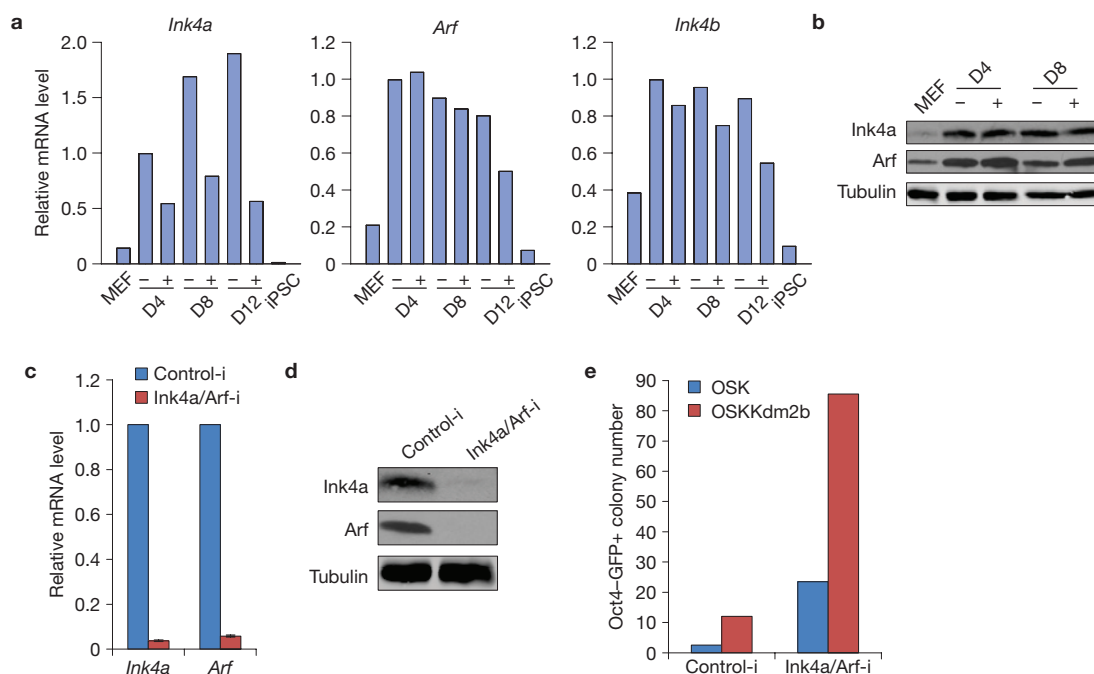 a
Ink4a
Relative mRNA level
2.0
1.5
1.0
0.5
0
MEF
– + – + – +
D4 D8 D12
iPSC
Arf
1.2
1.0
0.8
0.6
0.4
0.2
0
MEF
– + – + – +
D4 D8 D12
iPSC
Ink4b
1.2
1.0
0.8
0.6
0.4
0.2
0
MEF
– + – + – +
D4 D8 D12
iPSC
b
MEF D4 D8
– + – +
Ink4a
Arf
Tubulin
c
Control-i
Ink4a/Arf-i
Relative mRNA level
1.2
1.0
0.8
0.6
0.4
0.2
0
Ink4a Arf
d
Control-i Ink4a/Arf-i
Ink4a
Arf
Tubulin
e
OSK
OSKKdm2b
Oct4–GFP+ colony number
90
80
70
60
50
40
30
20
10
0
Control-i Ink4a/Arf-i